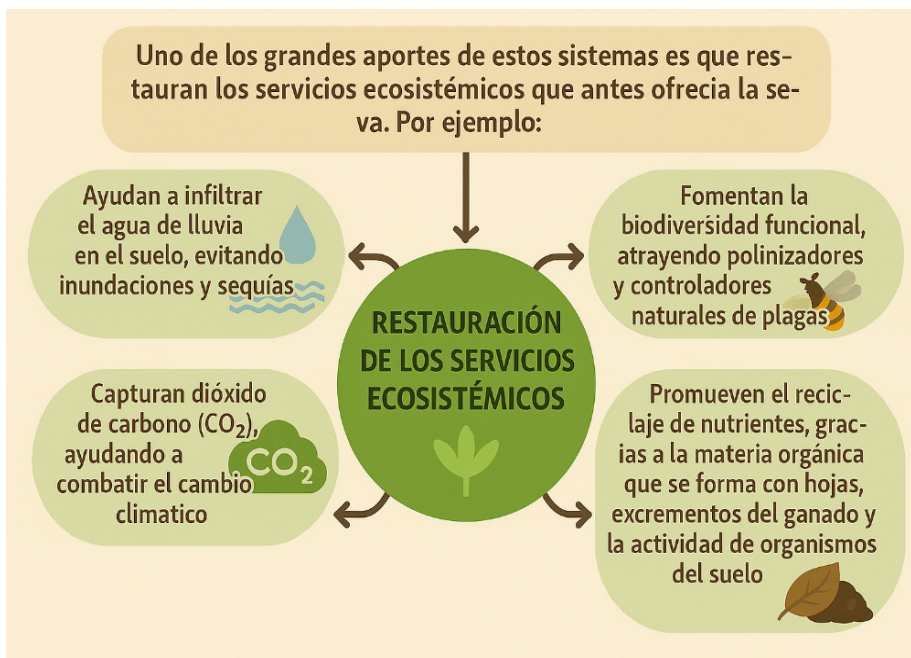 Uno de los grandes aportes de estos sistemas es que res-
tauran los servicios ecosistémicos que antes ofrecia la se-
va. Por ejemplo:
Ayudan a infiltrar
el agua de lluvia
en el suelo, evitando
inundaciones y sequías
Fomentan la
biodiversidad funcional,
atrayendo polinizadores
y controladores
naturales de plagas
RESTAURACIÓN
DE LOS SERVICIOS
ECOSISTÉMICOS
Capturan dióxido
de carbono (CO₂),
ayudando a
combatir el cambio
climatico
CO₂
Promueven el recic-
laje de nutrientes, grac-
ias a la materia orgánica
que se forma con hojas,
excrementos del ganado y
la actividad de organismos
del suelo